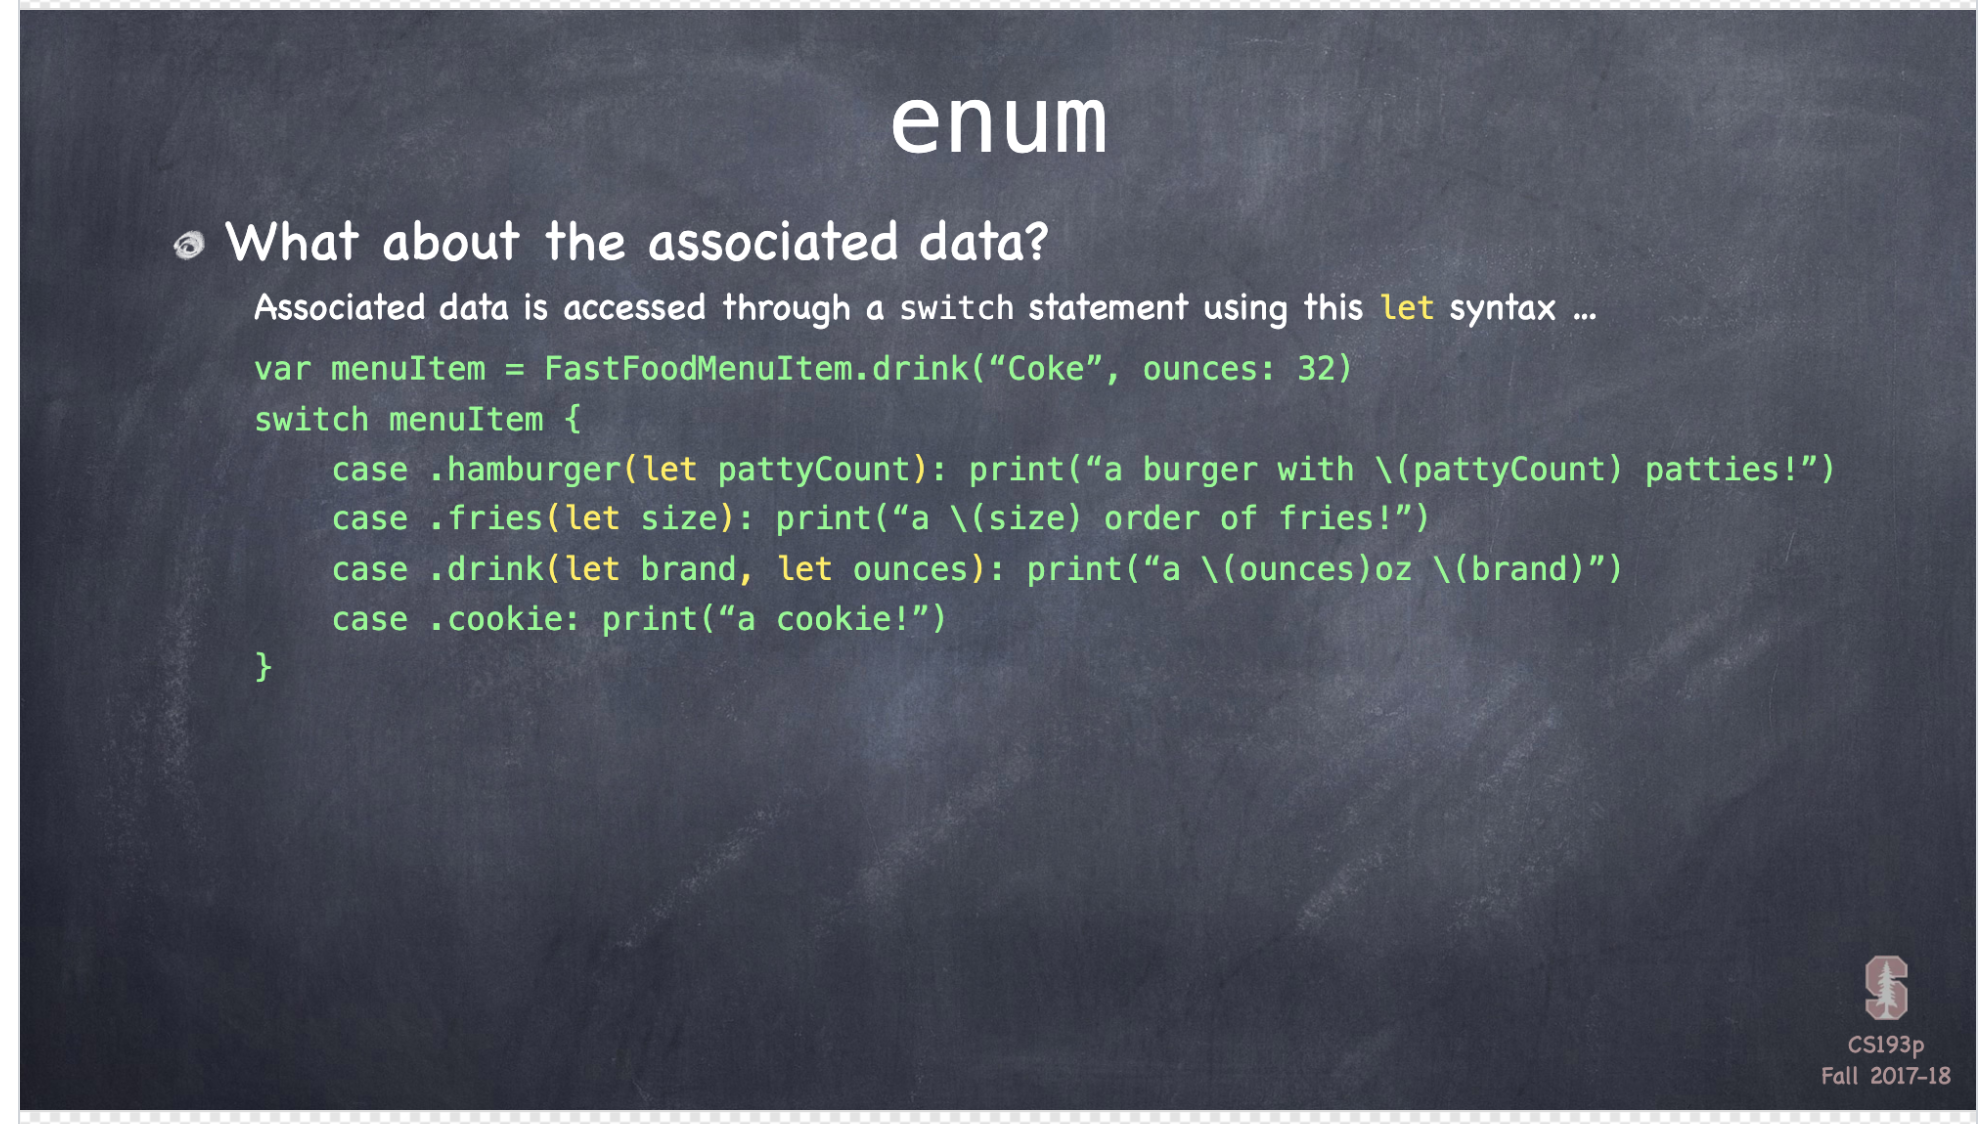 enum
What about the associated data?
Associated data is accessed through a switch statement using this let syntax ...
var menuItem = FastFoodMenuItem.drink(“Coke”, ounces: 32)
switch menuItem {
    case .hamburger(let pattyCount): print(“a burger with \(pattyCount) patties!”)
    case .fries(let size): print(“a \(size) order of fries!”)
    case .drink(let brand, let ounces): print(“a \(ounces)oz \(brand)”)
    case .cookie: print(“a cookie!”)
}
S
CS193p
Fall 2017-18